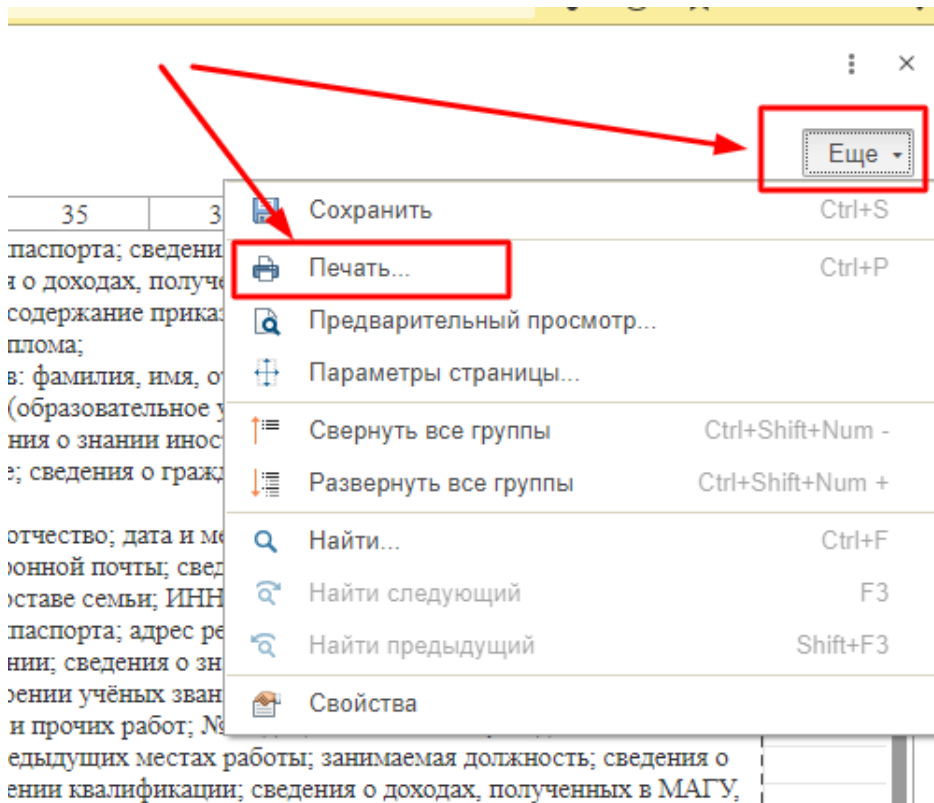 Еще
35
паспорта; сведени
Сохранить Ctrl+S
о доходах, получе
Печать... Ctrl+P
содержание прика
Предварительный просмотр...
в: фамилия, имя, о
Параметры страницы...
(образовательное у
Свернуть все группы Ctrl+Shift+Num -
ния о знании инос
е; сведения о граж
Развернуть все группы Ctrl+Shift+Num +
отчество; дата и ме
Найти... Ctrl+F
ронной почты; свед
оставе семьи; ИНН
Найти следующий F3
паспорта; адрес ре
Найти предыдущий Shift+F3
нии; сведения о зн
рении учёных зван
Свойства
и прочих работ; №
едыдущих местах работы; занимаемая должность; сведения о
ении квалификации; сведения о доходах, полученных в МАГУ,